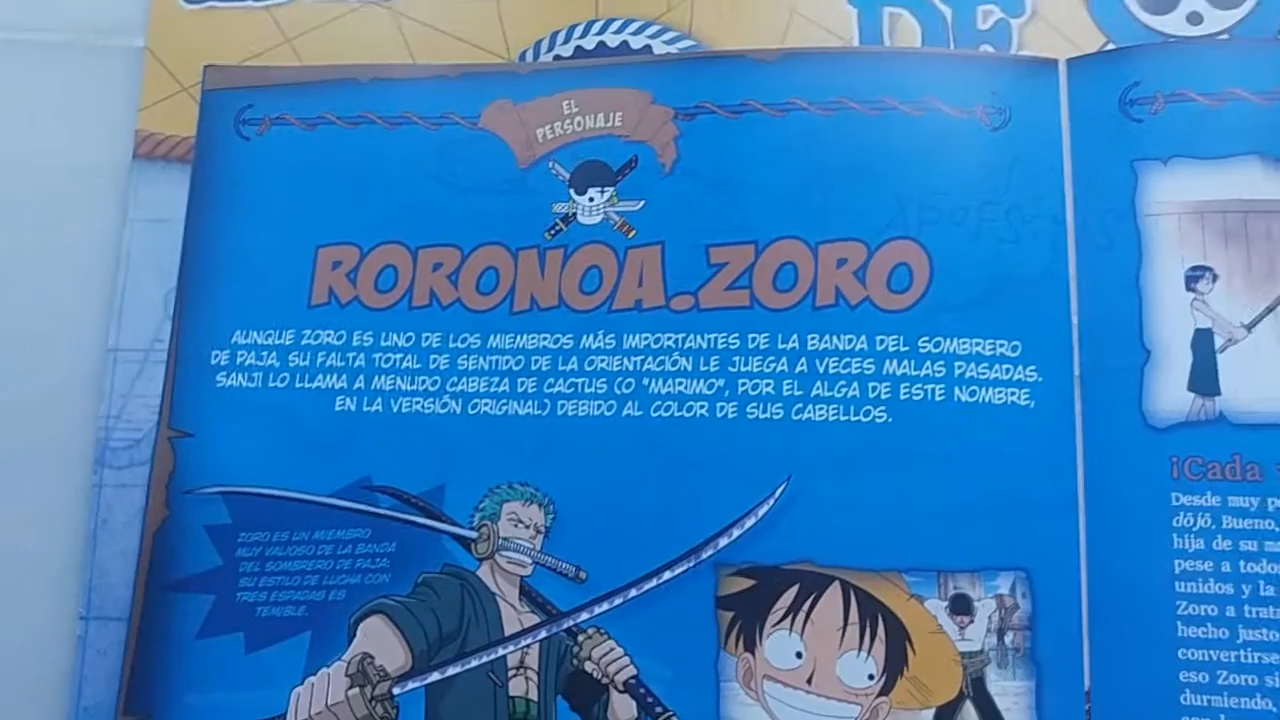 DE
EL
PERSONAJE
RORONOA.ZORO
AUNQUE ZORO ES UNO DE LOS MIEMBROS MÁS IMPORTANTES DE LA BANDA DEL SOMBRERO
DE PAJA, SU FALTA TOTAL DE SENTIDO DE LA ORIENTACIÓN LE JUEGA A VECES MALAS PASADAS.
SANJI LO LLAMA A MENUDO CABEZA DE CACTUS (O "MARIMO", POR EL ALGA DE ESTE NOMBRE,
EN LA VERSIÓN ORIGINAL) DEBIDO AL COLOR DE SUS CABELLOS.
ZORO ES UN MIEMBRO
MUY VALIOSO DE LA BANDA
DEL SOMBRERO DE PAJA:
SU ESTILO DE LUCHA CON
TRES ESPADAS ES
TEMIBLE.
¡Cada
Desde muy
dōjō. Bueno,
hija de su
pese a todos
unidos y la
Zoro a
hecho justo
convertirse
eso Zoro
durmiendo,